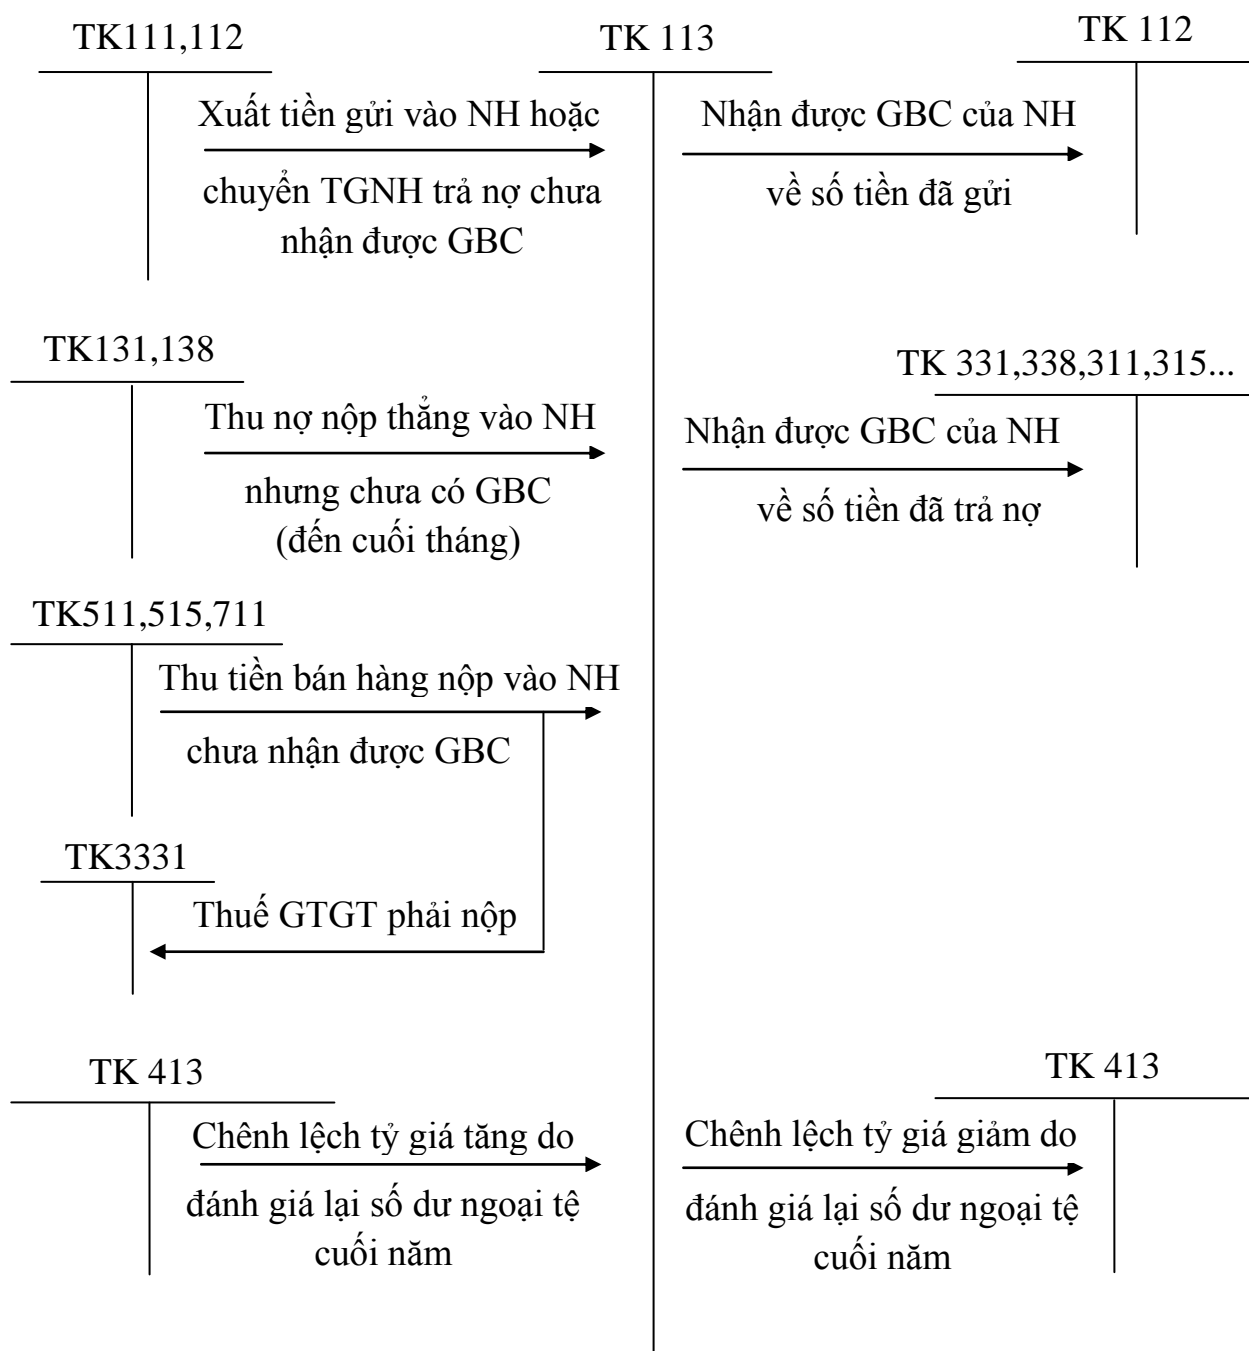 TK111,112
TK 113
TK 112
Xuất tiền gửi vào NH hoặc
chuyển TGNH trả nợ chưa
nhận được GBC
Nhận được GBC của NH
về số tiền đã gửi
TK131,138
TK 331,338,311,315...
Thu nợ nộp thẳng vào NH
nhưng chưa có GBC
(đến cuối tháng)
Nhận được GBC của NH
về số tiền đã trả nợ
TK511,515,711
Thu tiền bán hàng nộp vào NH
chưa nhận được GBC
TK3331
Thuế GTGT phải nộp
TK 413
TK 413
Chênh lệch tỷ giá tăng do
đánh giá lại số dư ngoại tệ
cuối năm
Chênh lệch tỷ giá giảm do
đánh giá lại số dư ngoại tệ
cuối năm